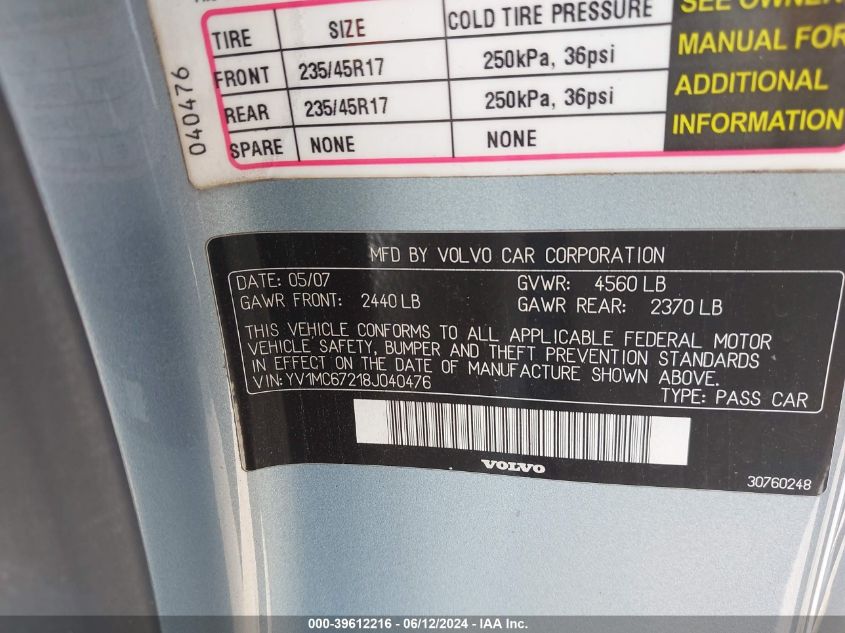 TIRE SIZE COLD TIRE PRESSURE
FRONT 235/45R17 250kPa, 36psi
REAR 235/45R17 250kPa, 36psi
SPARE NONE NONE
SEE OWNER
MANUAL FOR
ADDITIONAL
INFORMATION
040476
MFD BY VOLVO CAR CORPORATION
DATE: 05/07 GVWR: 4560 LB
GAWR FRONT: 2440 LB GAWR REAR: 2370 LB
THIS VEHICLE CONFORMS TO ALL APPLICABLE FEDERAL MOTOR
VEHICLE SAFETY, BUMPER AND THEFT PREVENTION STANDARDS
IN EFFECT ON THE DATE OF MANUFACTURE SHOWN ABOVE.
VIN: YV1MC67218J040476
TYPE: PASS CAR
VOLVO
30760248
000-39612216 - 06/12/2024 - IAA Inc.